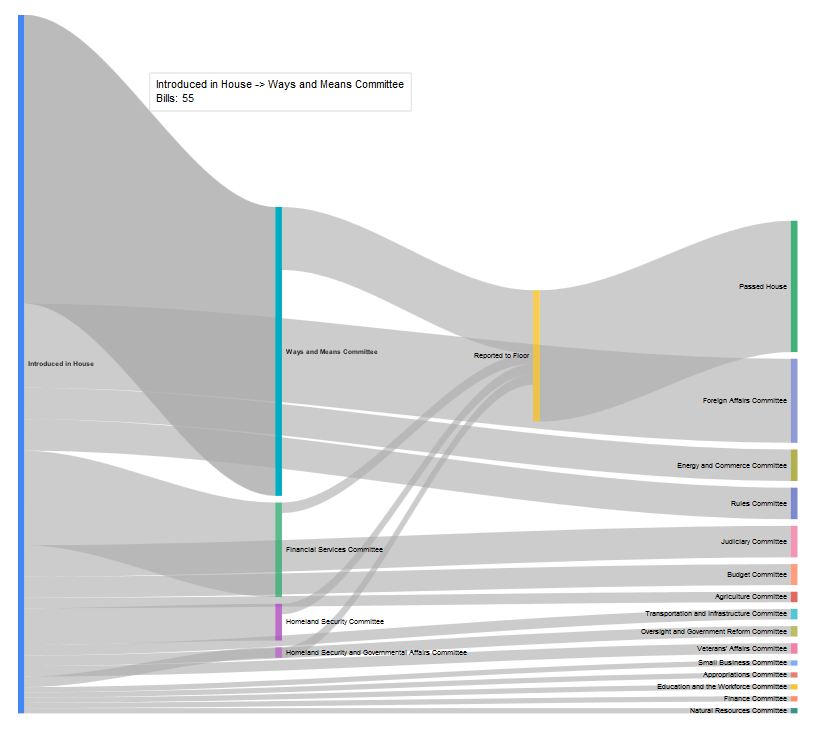 Introduced in House -> Ways and Means Committee
Bills: 55
Passed House
Ways and Means Committee
Reported to Floor
Introduced in House
Foreign Affairs Committee
Energy and Commerce Committee
Rules Committee
Judiciary Committee
Financial Services Committee
Budget Committee
Agriculture Committee
Transportation and Infrastructure Committee
Homeland Security Committee
Oversight and Government Reform Committee
Veterans' Affairs Committee
Homeland Security and Governmental Affairs Committee
Small Business Committee
Appropriations Committee
Education and the Workforce Committee
Finance Committee
Natural Resources Committee